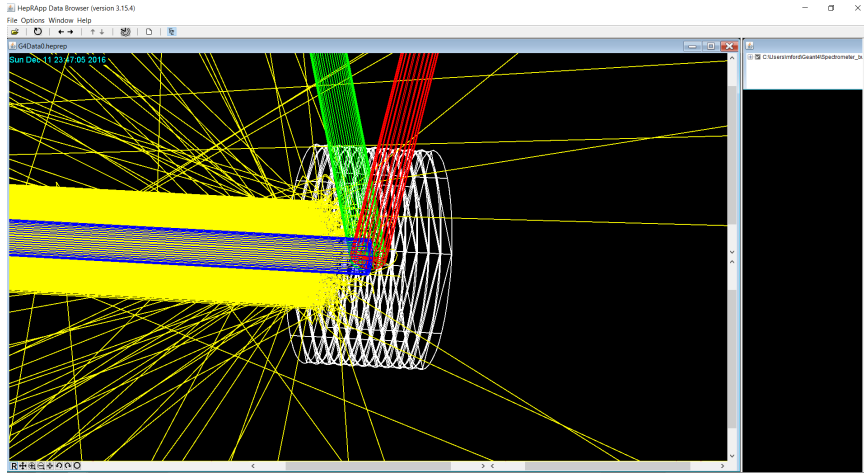 HepRApp Data Browser (version 3.15.4)
File Options Window Help
G4Data0.heprep
Sun Dec 11 23:47:05 2016
C:\Users\mford\Geant4\Spectrometer_b
R